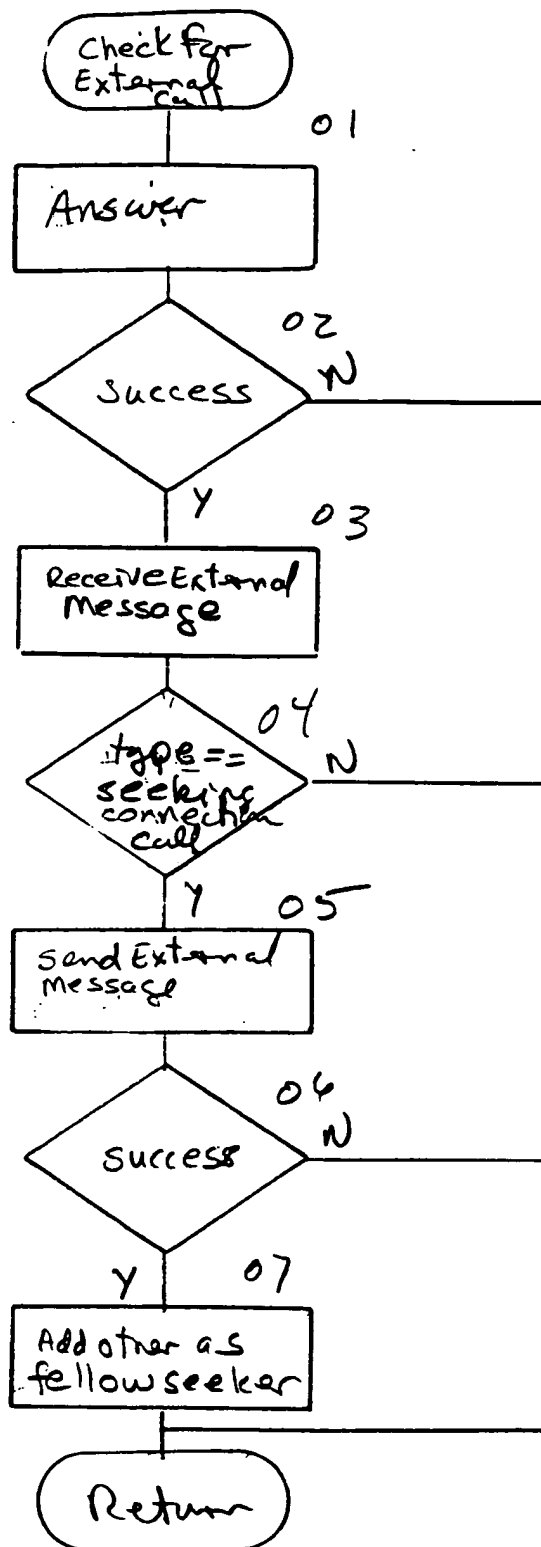 Check for
External
Call
01
Answer
02
Success
N
Y
03
Receive External
Message
04
type ==
seeking
connection
call
N
Y
05
Send External
Message
06
success
N
Y
07
Add other as
fellow seeker
Return